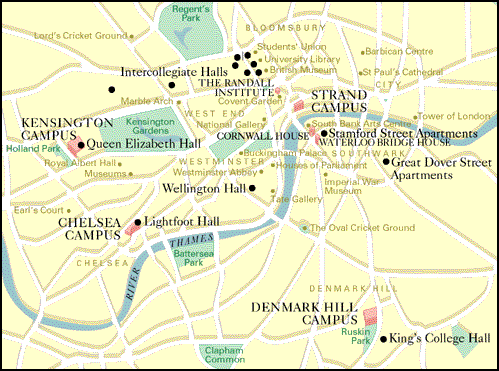 Regent's
Park
BLOOMSBURY
Lord's Cricket Ground
Students' Union
University Library
British Museum
Barbican Centre
Intercollegiate Halls
St Paul's Cathedral
CITY
THE RANDALL
INSTITUTE
Marble Arch
Covent Garden
STRAND
CAMPUS
WEST END
Tower of London
KENSINGTON
CAMPUS
Kensington
Gardens
National Gallery
South Bank Arts Centre
CORNWALL HOUSE
Stamford Street Apartments
WATERLOO BRIDGE HOUSE
Holland Park
Queen Elizabeth Hall
Buckingham Palace
SOUTHWARK
Royal Albert Hall
WESTMINSTER
Houses of Parliament
Great Dover Street
Apartments
Museums
Westminster Abbey
Imperial War
Museum
Wellington Hall
Tate Gallery
Earl's Court
CHELSEA
CAMPUS
Lightfoot Hall
The Oval Cricket Ground
THAMES
CHELSEA
Battersea
Park
RIVER
DENMARK HILL
DENMARK HILL
CAMPUS
Ruskin
Park
King's College Hall
Clapham
Common